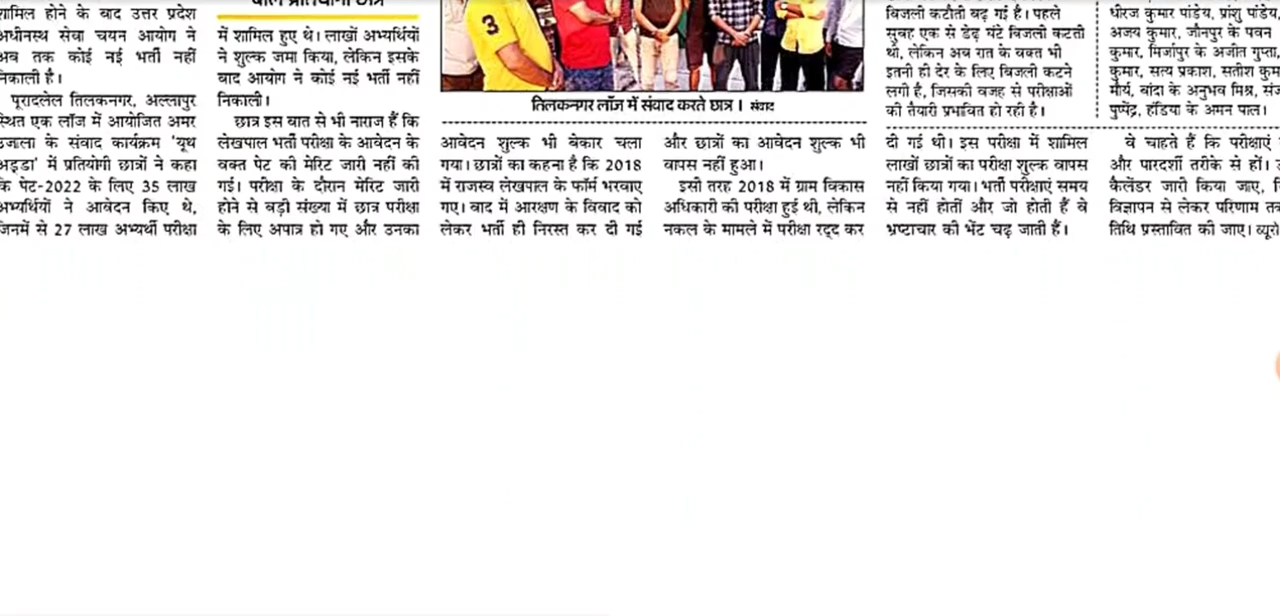 शामिल होने के बाद उत्तर प्रदेश
अधीनस्थ सेवा चयन आयोग ने
अब तक कोई नई भर्ती नहीं
निकाली है।
पूरादलेल तिलकनगर, अल्लापुर
स्थित एक लॉज में आयोजित अमर
उजाला के संवाद कार्यक्रम 'यूथ
अड्डा' में प्रतियोगी छात्रों ने कहा
कि पेट-2022 के लिए 35 लाख
अभ्यर्थियों ने आवेदन किए थे,
जिनमें से 27 लाख अभ्यर्थी परीक्षा
बोले प्रतियोगी छात्र
में शामिल हुए थे। लाखों अभ्यर्थियों
ने शुल्क जमा किया, लेकिन इसके
बाद आयोग ने कोई नई भर्ती नहीं
निकाली।
छात्र इस बात से भी नाराज हैं कि
लेखपाल भर्ती परीक्षा के आवेदन के
वक्त पेट की मेरिट जारी नहीं की
गई। परीक्षा के दौरान मेरिट जारी
होने से बड़ी संख्या में छात्र परीक्षा
के लिए अपात्र हो गए और उनका
3
तिलकनगर लॉज में संवाद करते छात्र। संवाद
आवेदन शुल्क भी बेकार चला
गया। छात्रों का कहना है कि 2018
में राजस्व लेखपाल के फॉर्म भरवाए
गए। बाद में आरक्षण के विवाद को
लेकर भर्ती ही निरस्त कर दी गई
और छात्रों का आवेदन शुल्क भी
वापस नहीं हुआ।
इसी तरह 2018 में ग्राम विकास
अधिकारी की परीक्षा हुई थी, लेकिन
नकल के मामले में परीक्षा रद्द कर
बिजली कटौती बढ़ गई है। पहले
सुबह एक से डेढ़ घंटे बिजली कटती
थी, लेकिन अब रात के वक्त भी
इतनी ही देर के लिए बिजली कटने
लगी है, जिसकी वजह से परीक्षाओं
की तैयारी प्रभावित हो रही है।
दी गई थी। इस परीक्षा में शामिल
लाखों छात्रों का परीक्षा शुल्क वापस
नहीं किया गया। भर्ती परीक्षाएं समय
से नहीं होतीं और जो होती हैं वे
भ्रष्टाचार की भेंट चढ़ जाती हैं।
धीरज कुमार पांडेय, प्रांशु पांडेय,
अजय कुमार, जौनपुर के पवन
कुमार, मिर्जापुर के अजीत गुप्ता,
कुमार, सत्य प्रकाश, सतीश कुम
मौर्य, बांदा के अनुभव मिश्र, संज
पुष्पेंद्र, हंडिया के अमन पाल।
वे चाहते हैं कि परीक्षाएं
और पारदर्शी तरीके से हों।
कैलेंडर जारी किया जाए,
विज्ञापन से लेकर परिणाम तक
तिथि प्रस्तावित की जाए। ब्यूरो